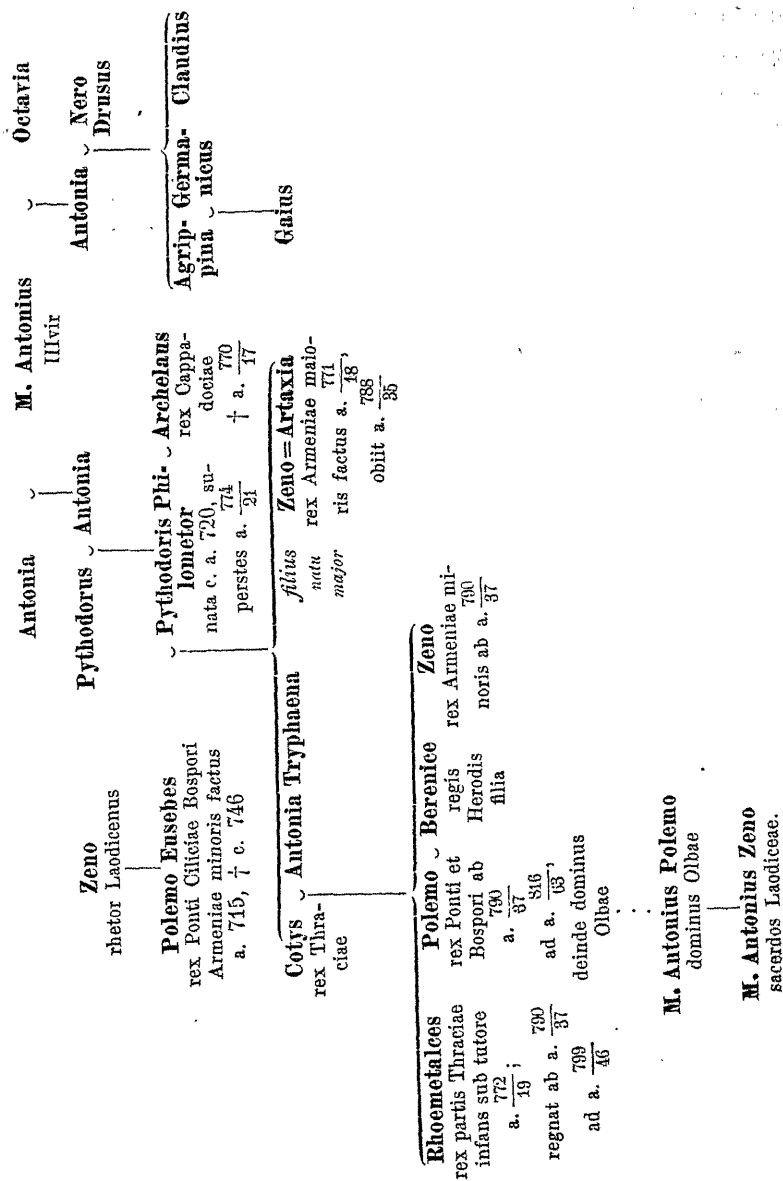 Antonia
M. Antonius
IIIvir
Octavia
Zeno
rhetor Laodicenus
Pythodorus Antonia
Antonia Nero
Drusus
Polemo Eusebes
rex Ponti Ciliciae Bospori
Armeniae minoris factus
a. 715, † c. 746
Pythodoris Phi-
lometor
nata c. a. 720, su-
perstes a. 774/21
Archelaus
rex Cappa-
dociae
† a. 770/17
Agrip-
pina
Germa-
nicus
Claudius
Cotys
rex Thra-
ciae
Antonia Tryphaena
filius
natu
major
Zeno=Artaxia
rex Armeniae maio-
ris factus a. 771/18,
obiit a. 788/35
Gaius
Rhoemetalces
rex partis Thraciae
infans sub tutore
a. 772/19;
regnat ab a. 790/37
ad a. 799/46
Polemo
rex Ponti et
Bospori ab
a. 790/37
ad a. 816/63,
deinde dominus
Olbae
Berenice
regis
Herodis
filia
Zeno
rex Armeniae mi-
noris ab a. 790/37
M. Antonius Polemo
dominus Olbae
M. Antonius Zeno
sacerdos Laodiceae.